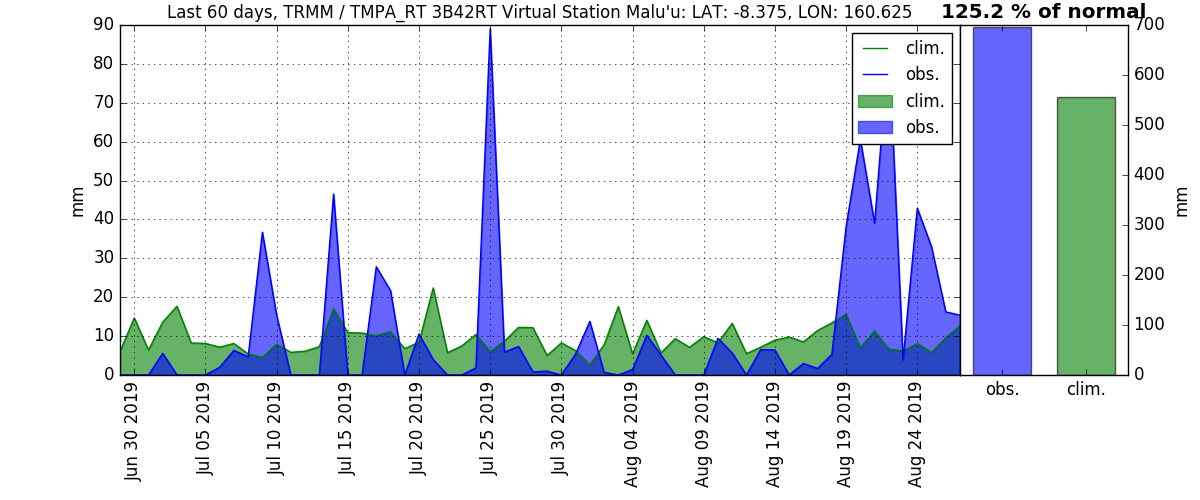 Last 60 days, TRMM / TMPA_RT 3B42RT Virtual Station Malu'u: LAT: -8.375, LON: 160.625
125.2 % of normal
90
80
70
60
50
40
30
20
10
0
mm
clim.
obs.
clim.
obs.
700
600
500
400
300
200
100
0
mm
Jun 30 2019
Jul 05 2019
Jul 10 2019
Jul 15 2019
Jul 20 2019
Jul 25 2019
Jul 30 2019
Aug 04 2019
Aug 09 2019
Aug 14 2019
Aug 19 2019
Aug 24 2019
obs.
clim.